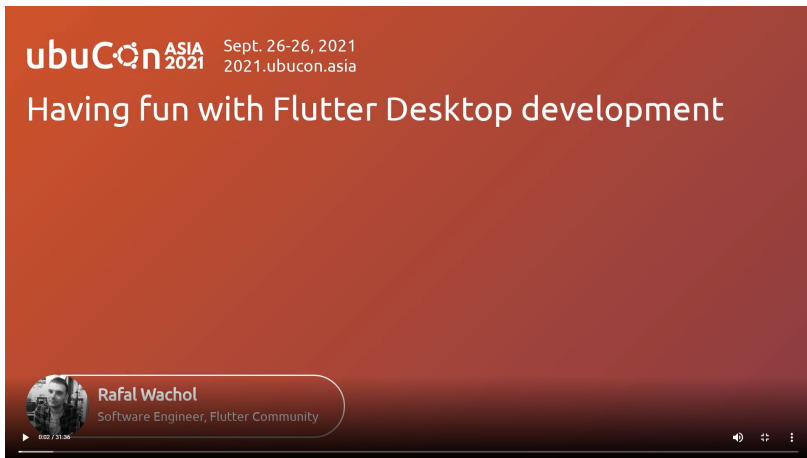 ubuCon ASIA 2021
Sept. 26-26, 2021
2021.ubucon.asia
Having fun with Flutter Desktop development
Rafal Wachol
Software Engineer, Flutter Community
0:02 / 31:36